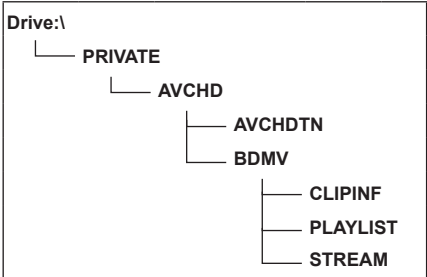 Drive:\
PRIVATE
AVCHD
AVCHDTN
BDMV
CLIPINF
PLAYLIST
STREAM